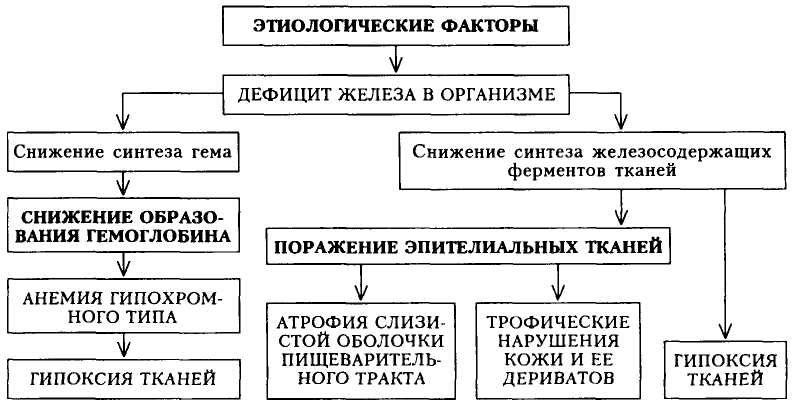 ЭТИОЛОГИЧЕСКИЕ ФАКТОРЫ
ДЕФИЦИТ ЖЕЛЕЗА В ОРГАНИЗМЕ
Снижение синтеза гема
СНИЖЕНИЕ ОБРАЗО-
ВАНИЯ ГЕМОГЛОБИНА
АНЕМИЯ ГИПОХРОМ-
НОГО ТИПА
ГИПОКСИЯ ТКАНЕЙ
Снижение синтеза железосодержащих
ферментов тканей
ПОРАЖЕНИЕ ЭПИТЕЛИАЛЬНЫХ ТКАНЕЙ
АТРОФИЯ СЛИЗИ-
СТОЙ ОБОЛОЧКИ
ПИЩЕВАРИТЕЛЬ-
НОГО ТРАКТА
ТРОФИЧЕСКИЕ
НАРУШЕНИЯ
КОЖИ И ЕЕ
ДЕРИВАТОВ
ГИПОКСИЯ
ТКАНЕЙ